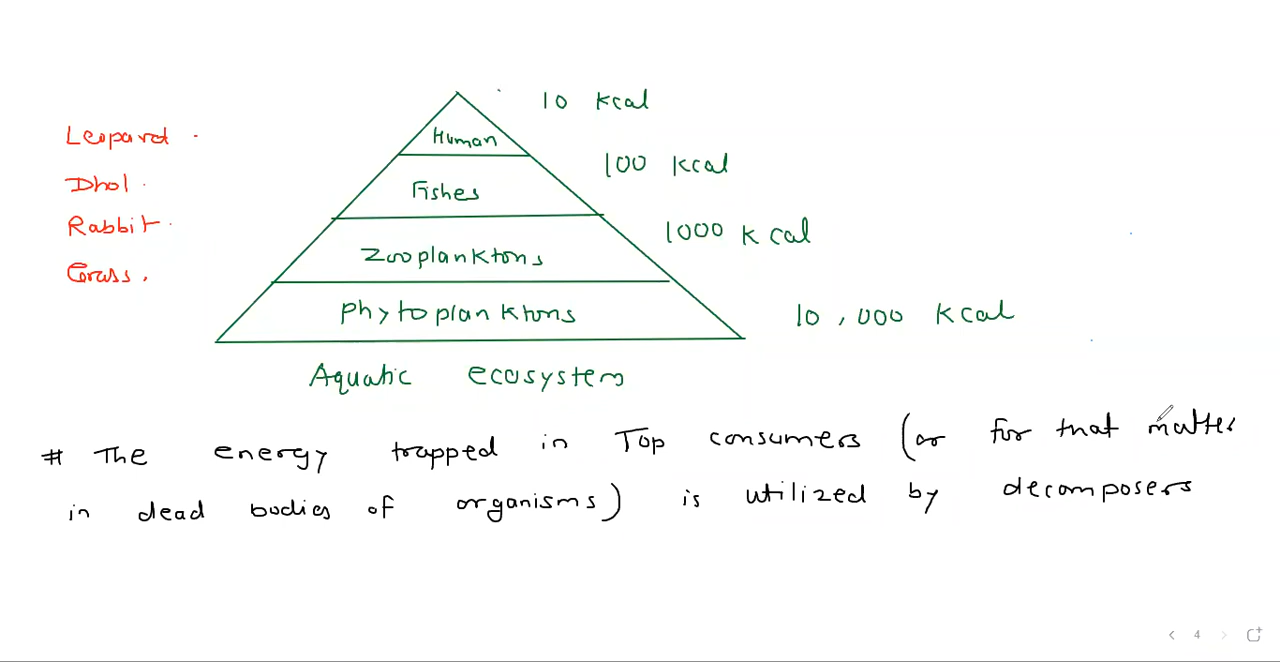 10 kcal
Leopard
Human
100 kcal
Dhol
Fishes
Rabbit
1000 kcal
Zooplanktons
Grass
Phytoplanktons
10,000 kcal
Aquatic ecosystem
# The energy trapped in Top consumers (or for that matter
in dead bodies of organisms) is utilized by decomposers
4